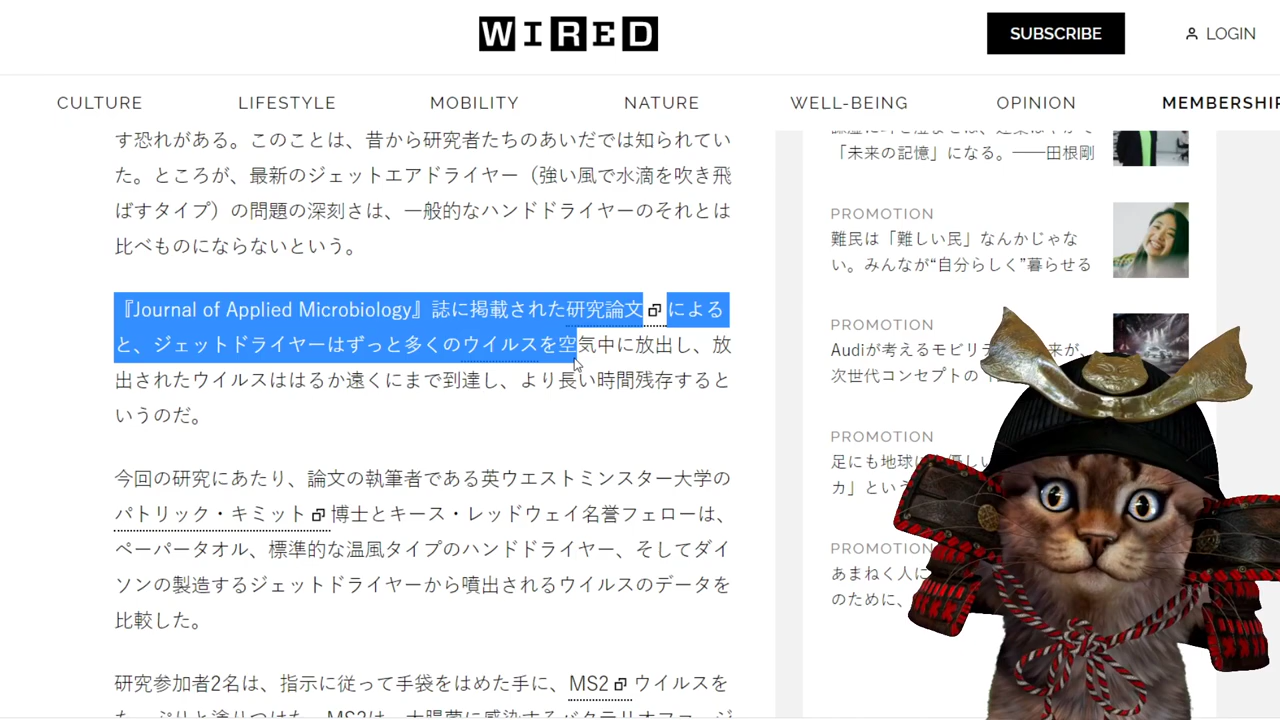 WIRED
SUBSCRIBE
LOGIN
CULTURE
LIFESTYLE
MOBILITY
NATURE
WELL-BEING
OPINION
MEMBERSHIP
す恐れがある。このことは、昔から研究者たちのあいだでは知られてい
た。ところが、最新のジェットエアドライヤー（強い風で水滴を吹き飛
ばすタイプ）の問題の深刻さは、一般的なハンドドライヤーのそれとは
比べものにならないという。
『Journal of Applied Microbiology』誌に掲載された研究論文による
と、ジェットドライヤーはずっと多くのウイルスを空気中に放出し、放
出されたウイルスははるか遠くにまで到達し、より長い時間残存すると
いうのだ。
今回の研究にあたり、論文の執筆者である英ウエストミンスター大学の
パトリック・キミット博士とキース・レッドウェイ名誉フェローは、
ペーパータオル、標準的な温風タイプのハンドドライヤー、そしてダイ
ソンの製造するジェットドライヤーから噴出されるウイルスのデータを
比較した。
研究参加者2名は、指示に従って手袋をはめた手に、MS2ウイルスを
「未来の記憶」になる。──田根剛
PROMOTION
難民は「難しい民」なんかじゃな
い。みんなが“自分らしく”暮らせる
PROMOTION
Audiが考えるモビリテ 来が、
次世代コンセプトの
PROMOTION
足にも地球に優しい
カ」とい
PROMOTION
あまねく人に
のために、